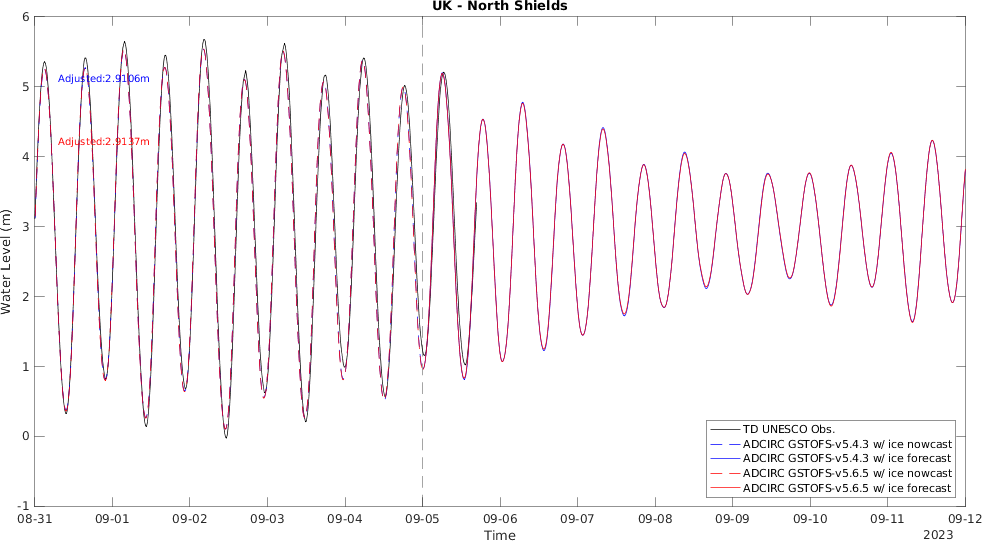 UK - North Shields
6
5
4
3
2
1
0
-1
Water Level (m)
Adjusted:2.9106m
Adjusted:2.9137m
TD UNESCO Obs.
ADCIRC GSTOFS-v5.4.3 w/ ice nowcast
ADCIRC GSTOFS-v5.4.3 w/ ice forecast
ADCIRC GSTOFS-v5.6.5 w/ ice nowcast
ADCIRC GSTOFS-v5.6.5 w/ ice forecast
08-31 09-01 09-02 09-03 09-04 09-05 09-06 09-07 09-08 09-09 09-10 09-11 09-12
Time
2023